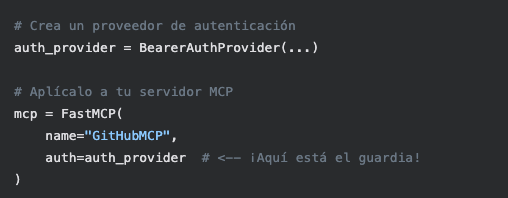 # Crea un proveedor de autenticación
auth_provider = BearerAuthProvider(...)
# Aplícalo a tu servidor MCP
mcp = FastMCP(
    name="GitHubMCP",
    auth=auth_provider  # <-- ¡Aquí está el guardia!
)